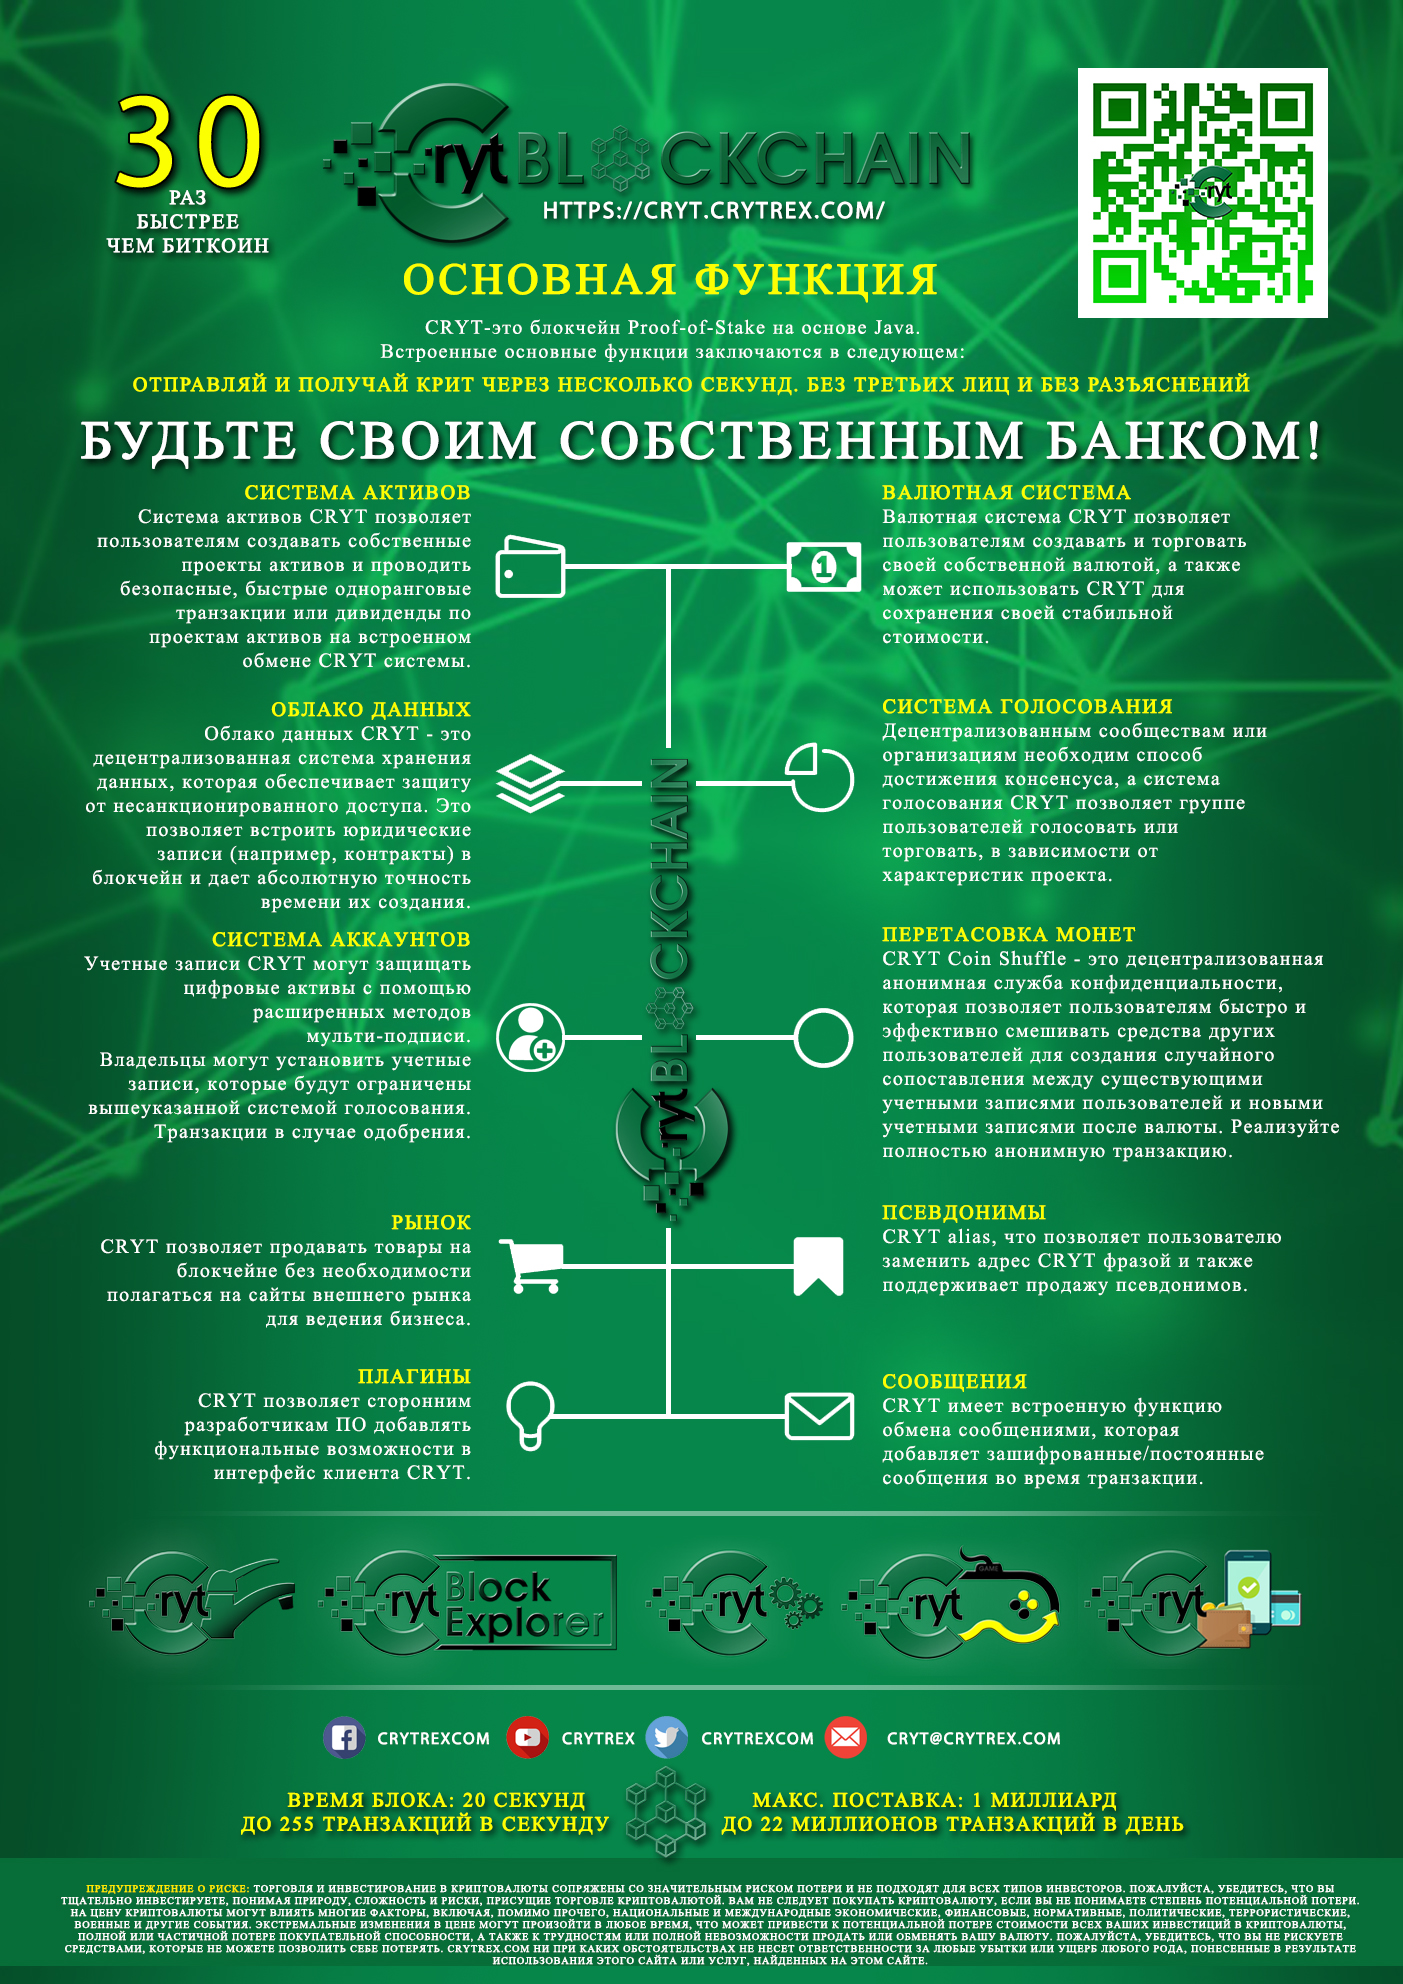 30
РАЗ
БЫСТРЕЕ
ЧЕМ БИТКОИН
Cryt BLOCKCHAIN
HTTPS://CRYT.CRYTREX.COM/
Cryt
ОСНОВНАЯ ФУНКЦИЯ
CRYT-это блокчейн Proof-of-Stake на основе Java.
Встроенные основные функции заключаются в следующем:
ОТПРАВЛЯЙ И ПОЛУЧАЙ КРИТ ЧЕРЕЗ НЕСКОЛЬКО СЕКУНД. БЕЗ ТРЕТЬИХ ЛИЦ И БЕЗ РАЗЪЯСНЕНИЙ
БУДЬТЕ СВОИМ СОБСТВЕННЫМ БАНКОМ!
СИСТЕМА АКТИВОВ
Система активов CRYT позволяет
пользователям создавать собственные
проекты активов и проводить
безопасные, быстрые одноранговые
транзакции или дивиденды по
проектам активов на встроенном
обмене CRYT системы.
ВАЛЮТНАЯ СИСТЕМА
Валютная система CRYT позволяет
пользователям создавать и торговать
своей собственной валютой, а также
может использовать CRYT для
сохранения своей стабильной
стоимости.
1
ОБЛАКО ДАННЫХ
Облако данных CRYT - это
децентрализованная система хранения
данных, которая обеспечивает защиту
от несанкционированного доступа. Это
позволяет встроить юридические
записи (например, контракты) в
блокчейн и дает абсолютную точность
времени их создания.
СИСТЕМА ГОЛОСОВАНИЯ
Децентрализованным сообществам или
организациям необходим способ
достижения консенсуса, а система
голосования CRYT позволяет группе
пользователей голосовать или
торговать, в зависимости от
характеристик проекта.
Cryt BLOCKCHAIN
СИСТЕМА АККАУНТОВ
Учетные записи CRYT могут защищать
цифровые активы с помощью
расширенных методов
мульти-подписи.
Владельцы могут установить учетные
записи, которые будут ограничены
вышеуказанной системой голосования.
Транзакции в случае одобрения.
ПЕРЕТАСОВКА МОНЕТ
CRYT Coin Shuffle - это децентрализованная
анонимная служба конфиденциальности,
которая позволяет пользователям быстро и
эффективно смешивать средства других
пользователей для создания случайного
сопоставления между существующими
учетными записями пользователей и новыми
учетными записями после валюты. Реализуйте
полностью анонимную транзакцию.
РЫНОК
CRYT позволяет продавать товары на
блокчейне без необходимости
полагаться на сайты внешнего рынка
для ведения бизнеса.
ПСЕВДОНИМЫ
CRYT alias, что позволяет пользователю
заменить адрес CRYT фразой и также
поддерживает продажу псевдонимов.
ПЛАГИНЫ
CRYT позволяет сторонним
разработчикам ПО добавлять
функциональные возможности в
интерфейс клиента CRYT.
СООБЩЕНИЯ
CRYT имеет встроенную функцию
обмена сообщениями, которая
добавляет зашифрованные/постоянные
сообщения во время транзакции.
Cryt
Cryt Block
Explorer
Cryt
Cryt GAME
Cryt
CRYTREXCOM
CRYTREX
CRYTREXCOM
CRYT@CRYTREX.COM
ВРЕМЯ БЛОКА: 20 СЕКУНД
ДО 255 ТРАНЗАКЦИЙ В СЕКУНДУ
МАКС. ПОСТАВКА: 1 МИЛЛИАРД
ДО 22 МИЛЛИОНОВ ТРАНЗАКЦИЙ В ДЕНЬ
ПРЕДУПРЕЖДЕНИЕ О РИСКЕ: ТОРГОВЛЯ И ИНВЕСТИРОВАНИЕ В КРИПТОВАЛЮТЫ СОПРЯЖЕНЫ СО ЗНАЧИТЕЛЬНЫМ РИСКОМ ПОТЕРИ И НЕ ПОДХОДЯТ ДЛЯ ВСЕХ ТИПОВ ИНВЕСТОРОВ. ПОЖАЛУЙСТА, УБЕДИТЕСЬ, ЧТО ВЫ
ТЩАТЕЛЬНО ИНВЕСТИРУЕТЕ, ПОНИМАЯ ПРИРОДУ, СЛОЖНОСТЬ И РИСКИ, ПРИСУЩИЕ ТОРГОВЛЕ КРИПТОВАЛЮТОЙ. ВАМ НЕ СЛЕДУЕТ ПОКУПАТЬ КРИПТОВАЛЮТУ, ЕСЛИ ВЫ НЕ ПОНИМАЕТЕ СТЕПЕНЬ ПОТЕНЦИАЛЬНОЙ ПОТЕРИ.
НА ЦЕНУ КРИПТОВАЛЮТЫ МОГУТ ВЛИЯТЬ МНОГИЕ ФАКТОРЫ, ВКЛЮЧАЯ, ПОМИМО ПРОЧЕГО, НАЦИОНАЛЬНЫЕ И МЕЖДУНАРОДНЫЕ ЭКОНОМИЧЕСКИЕ, ФИНАНСОВЫЕ, НОРМАТИВНЫЕ, ПОЛИТИЧЕСКИЕ, ТЕРРОРИСТИЧЕСКИЕ,
ВОЕННЫЕ И ДРУГИЕ СОБЫТИЯ. ЭКСТРЕМАЛЬНЫЕ ИЗМЕНЕНИЯ В ЦЕНЕ МОГУТ ПРОИЗОЙТИ В ЛЮБОЕ ВРЕМЯ, ЧТО МОЖЕТ ПРИВЕСТИ К ПОТЕНЦИАЛЬНОЙ ПОТЕРЕ СТОИМОСТИ ВСЕХ ВАШИХ ИНВЕСТИЦИЙ В КРИПТОВАЛЮТЫ,
ПОЛНОЙ ИЛИ ЧАСТИЧНОЙ ПОТЕРЕ ПОКУПАТЕЛЬНОЙ СПОСОБНОСТИ, А ТАКЖЕ К ТРУДНОСТЯМ ИЛИ ПОЛНОЙ НЕВОЗМОЖНОСТИ ПРОДАТЬ ИЛИ ОБМЕНЯТЬ ВАШУ ВАЛЮТУ. ПОЖАЛУЙСТА, УБЕДИТЕСЬ, ЧТО ВЫ НЕ РИСКУЕТЕ
СРЕДСТВАМИ, КОТОРЫЕ НЕ МОЖЕТЕ ПОЗВОЛИТЬ СЕБЕ ПОТЕРЯТЬ. CRYTREX.COM НИ ПРИ КАКИХ ОБСТОЯТЕЛЬСТВАХ НЕ НЕСЕТ ОТВЕТСТВЕННОСТИ ЗА ЛЮБЫЕ УБЫТКИ ИЛИ УЩЕРБ ЛЮБОГО РОДА, ПОНЕСЕННЫЕ В РЕЗУЛЬТАТЕ
ИСПОЛЬЗОВАНИЯ ЭТОГО САЙТА ИЛИ УСЛУГ, НАЙДЕННЫХ НА ЭТОМ САЙТЕ.